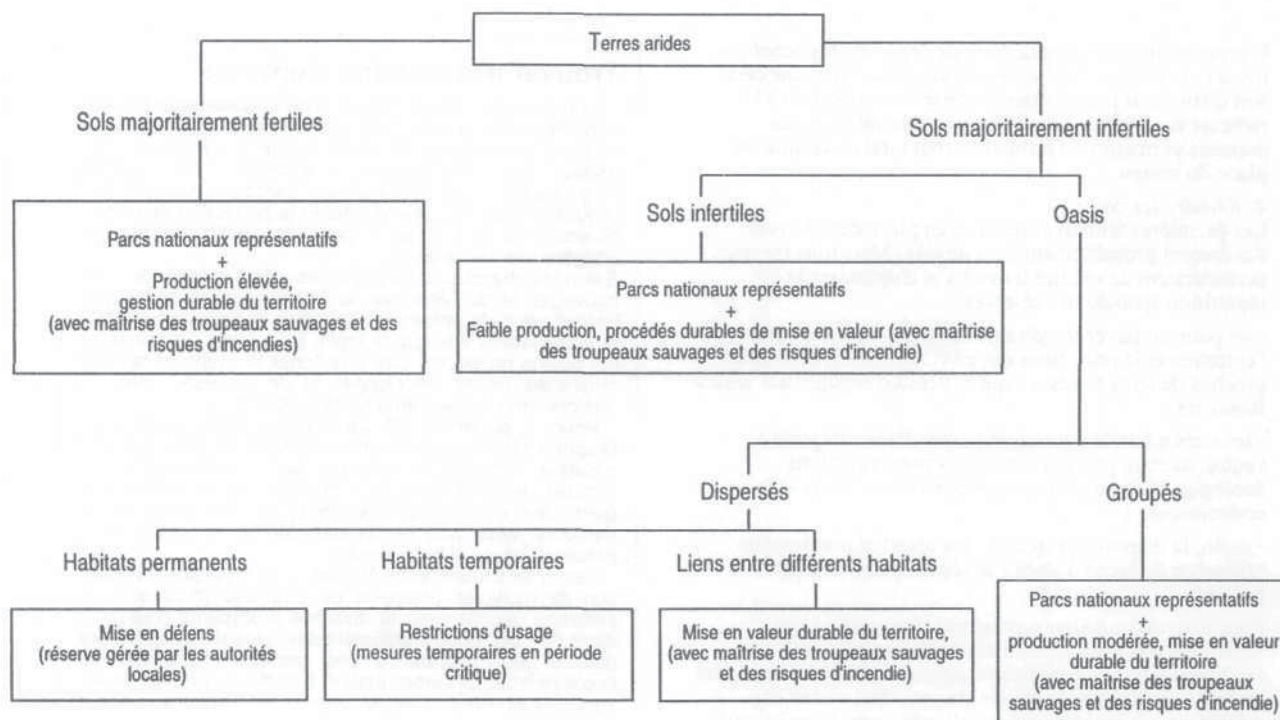 Terres arides
Sols majoritairement fertiles
Sols majoritairement infertiles
Parcs nationaux représentatifs
+
Production élevée,
gestion durable du territoire
(avec maîtrise des troupeaux sauvages et des
risques d'incendies)
Sols infertiles
Oasis
Parcs nationaux représentatifs
+
Faible production, procédés durables de mise en valeur (avec maîtrise
des troupeaux sauvages et des risques d'incendie)
Dispersés
Groupés
Habitats permanents
Habitats temporaires
Liens entre différents habitats
Mise en défens
(réserve gérée par les autorités
locales)
Restrictions d'usage
(mesures temporaires en période
critique)
Mise en valeur durable du territoire,
(avec maîtrise des troupeaux sauvages
et des risques d'incendie)
Parcs nationaux représentatifs
+
production modérée, mise en valeur
durable du territoire
(avec maîtrise des troupeaux
sauvages et des risques d'incendie)